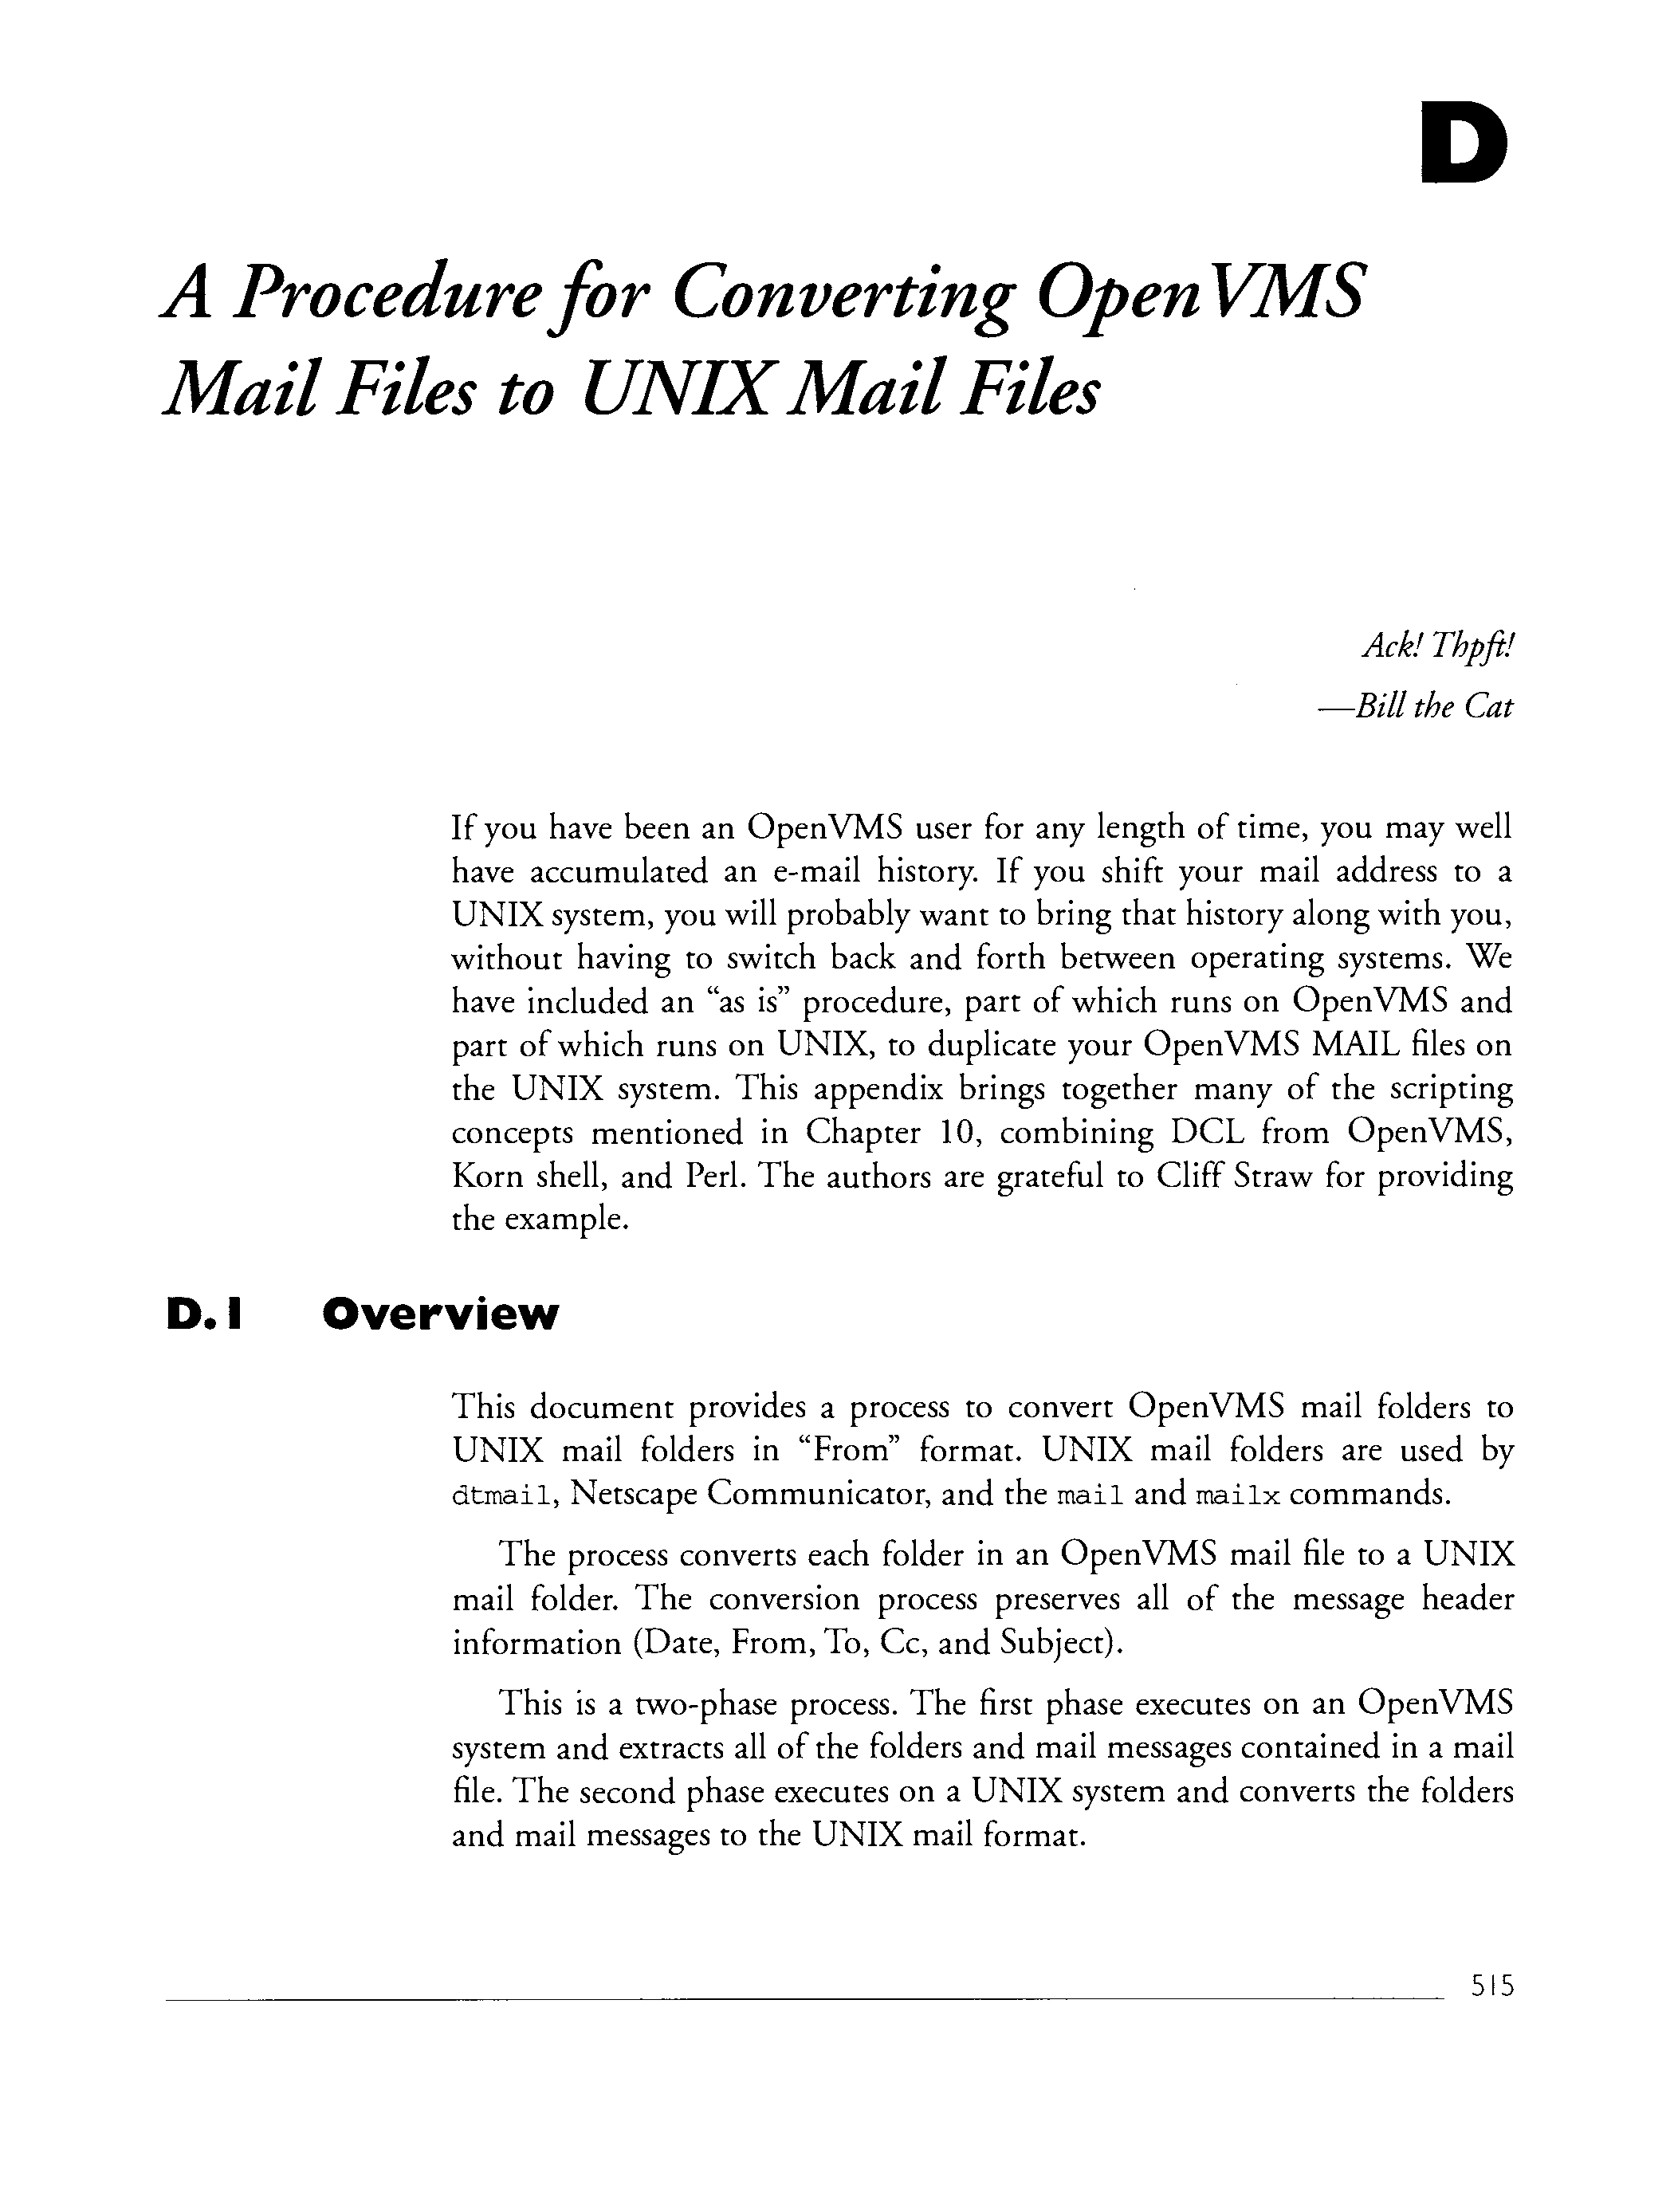 D
A Procedure for Converting OpenVMS
Mail Files to UNIX Mail Files
Ack! Thpft!
—Bill the Cat
If you have been an OpenVMS user for any length of time, you may well
have accumulated an e-mail history. If you shift your mail address to a
UNIX system, you will probably want to bring that history along with you,
without having to switch back and forth between operating systems. We
have included an “as is” procedure, part of which runs on OpenVMS and
part of which runs on UNIX, to duplicate your OpenVMS MAIL files on
the UNIX system. This appendix brings together many of the scripting
concepts mentioned in Chapter 10, combining DCL from OpenVMS,
Korn shell, and Perl. The authors are grateful to Cliff Straw for providing
the example.
D.1 Overview
This document provides a process to convert OpenVMS mail folders to
UNIX mail folders in “From” format. UNIX mail folders are used by
dtmail, Netscape Communicator, and the mail and mailx commands.
The process converts each folder in an OpenVMS mail file to a UNIX
mail folder. The conversion process preserves all of the message header
information (Date, From, To, Cc, and Subject).
This is a two-phase process. The first phase executes on an OpenVMS
system and extracts all of the folders and mail messages contained in a mail
file. The second phase executes on a UNIX system and converts the folders
and mail messages to the UNIX mail format.
515